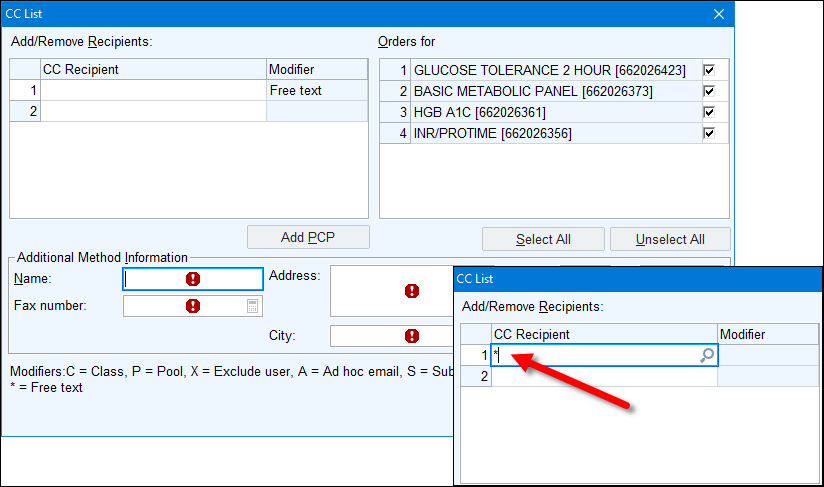 CC List
Add/Remove Recipients:
Orders for
CC Recipient Modifier
1 Free text
2
1 GLUCOSE TOLERANCE 2 HOUR [662026423]
2 BASIC METABOLIC PANEL [662026373]
3 HGB A1C [662026361]
4 INR/PROTIME [662026356]
Add PCP
Select All
Unselect All
Additional Method Information
Name:
Address:
Fax number:
City:
Modifiers:C = Class, P = Pool, X = Exclude user, A = Ad hoc email, S = Sub
* = Free text
CC List
Add/Remove Recipients:
CC Recipient Modifier
1 *
2